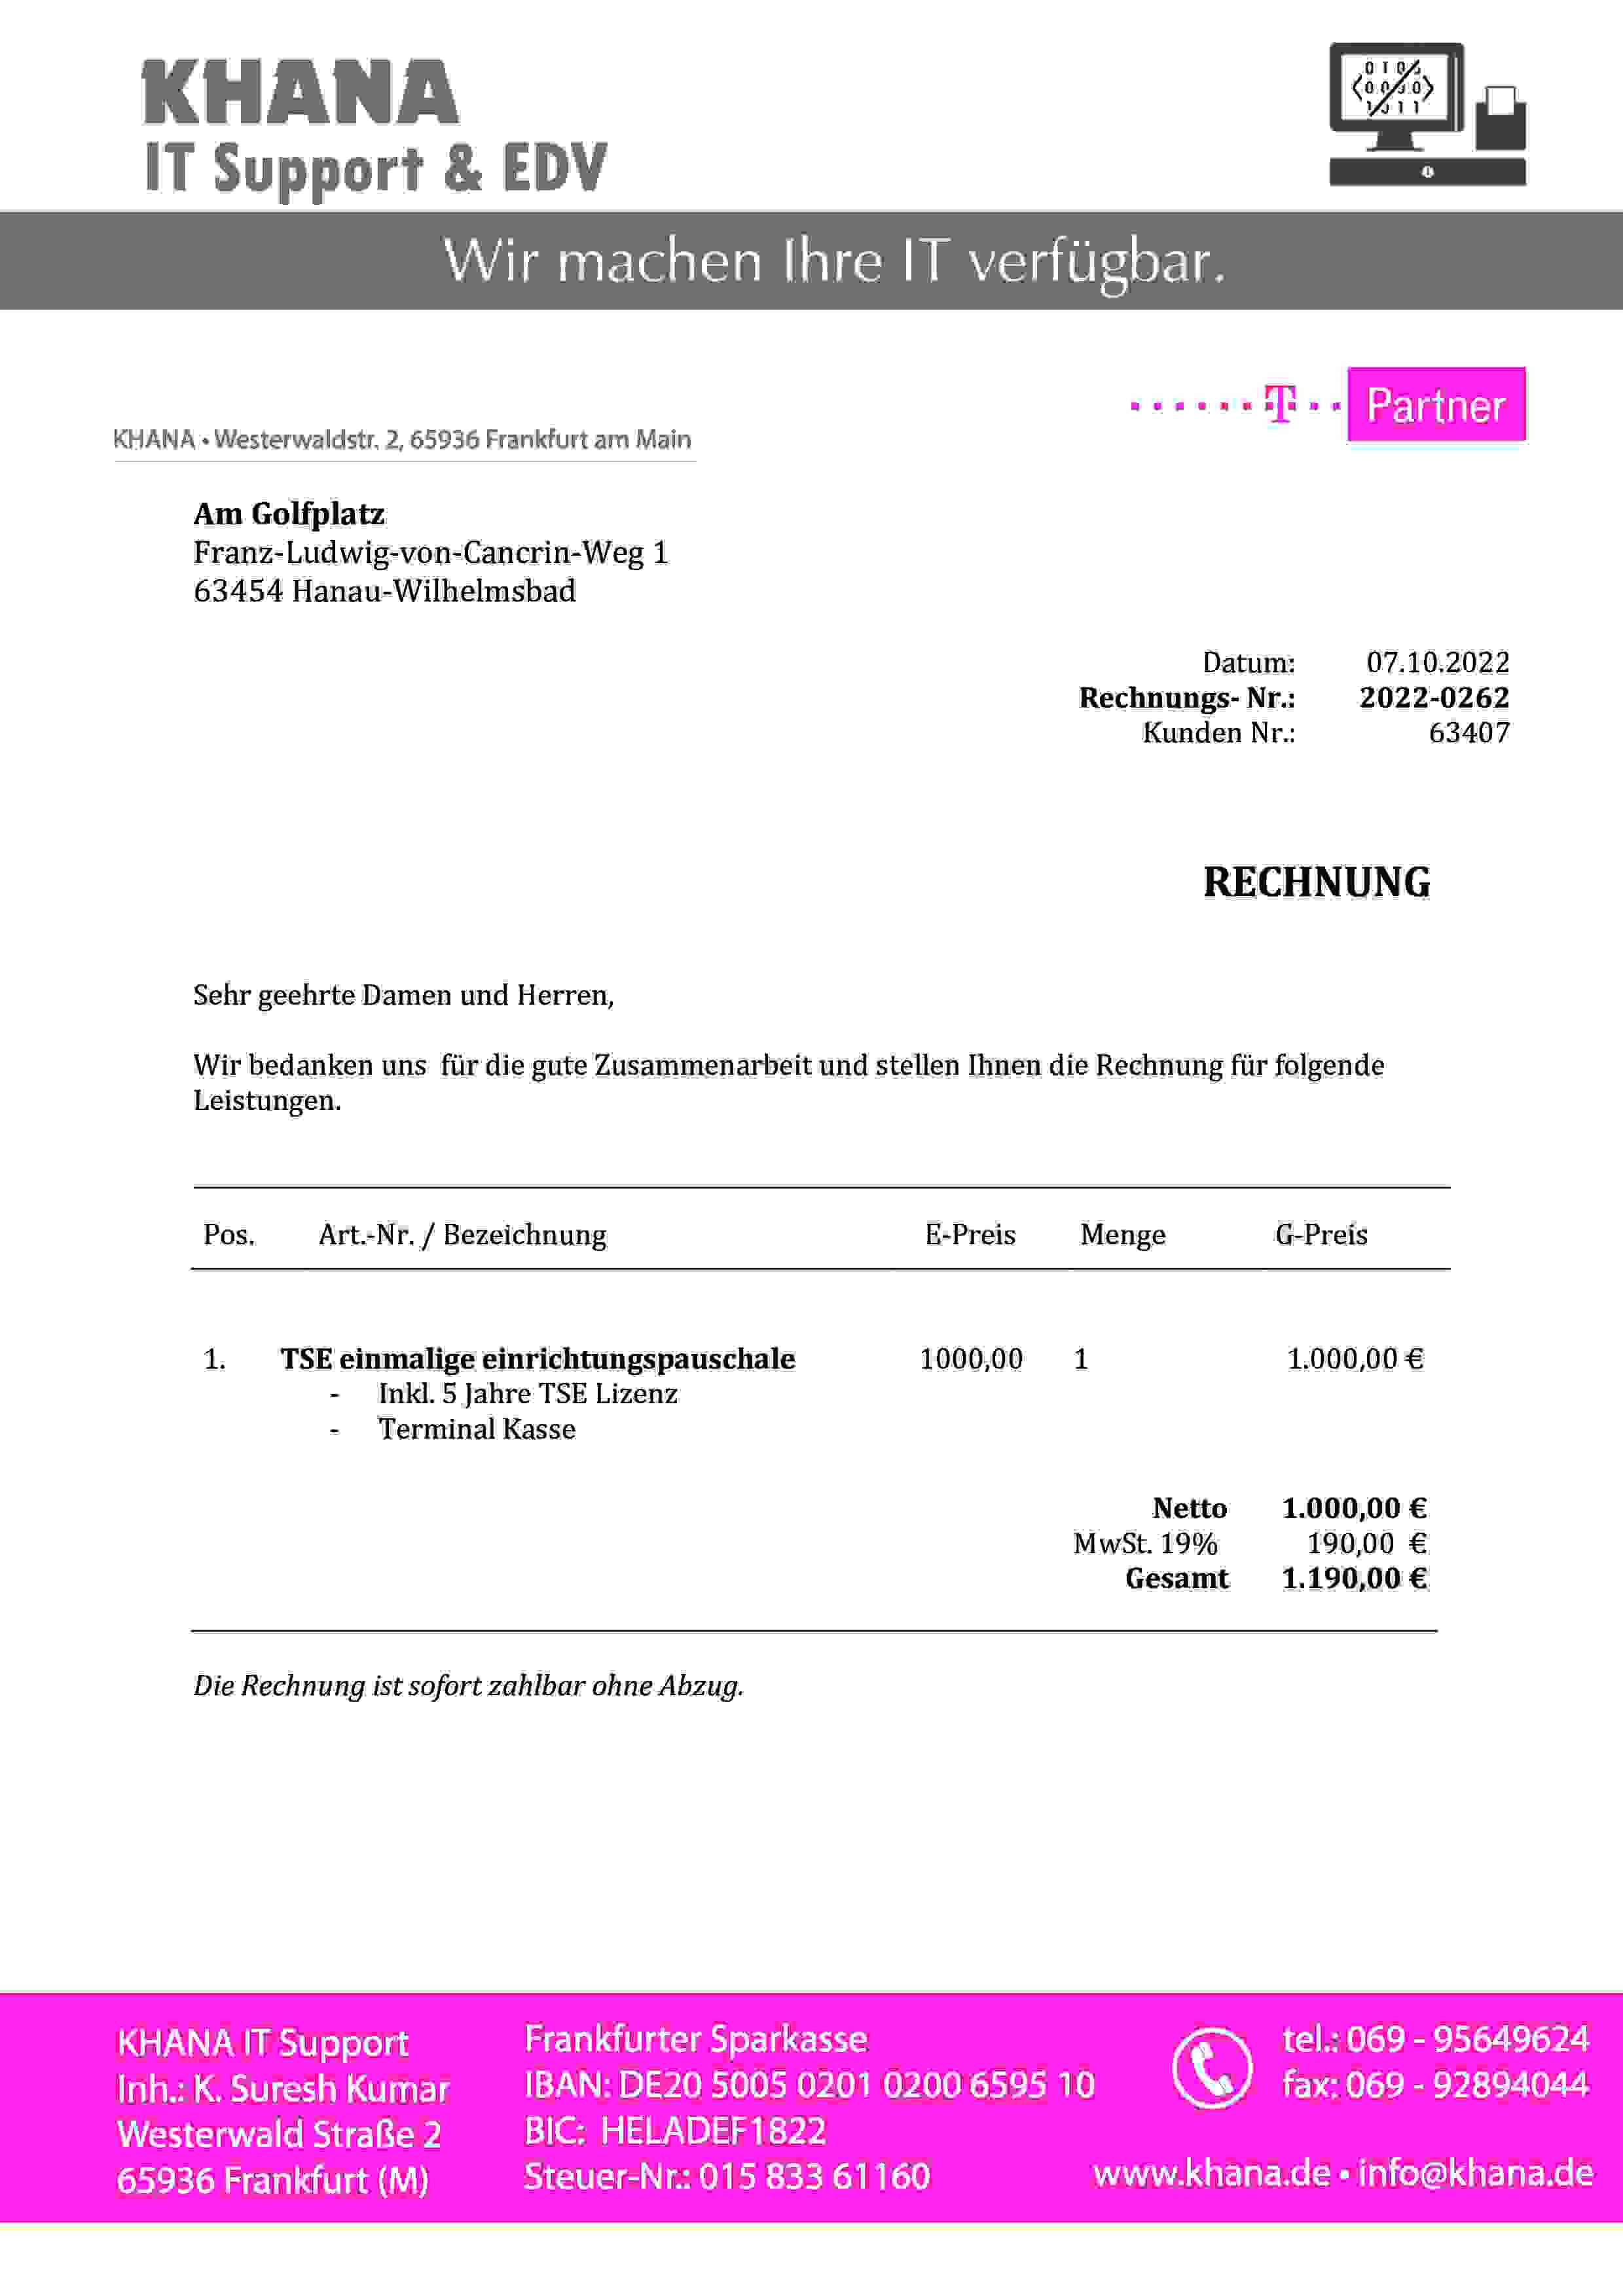 KHANA
IT Support & EDV
Wir machen Ihre IT verfügbar.
T Partner
KHANA • Westerwaldstr. 2, 65936 Frankfurt am Main
Am Golfplatz
Franz-Ludwig-von-Cancrin-Weg 1
63454 Hanau-Wilhelmsbad
Datum: 07.10.2022
Rechnungs- Nr.: 2022-0262
Kunden Nr.: 63407
RECHNUNG
Sehr geehrte Damen und Herren,
Wir bedanken uns für die gute Zusammenarbeit und stellen Ihnen die Rechnung für folgende
Leistungen.
Pos. Art.-Nr. / Bezeichnung E-Preis Menge G-Preis
1. TSE einmalige einrichtungspauschale 1000,00 1 1.000,00 €
- Inkl. 5 Jahre TSE Lizenz
- Terminal Kasse
Netto 1.000,00 €
MwSt. 19% 190,00 €
Gesamt 1.190,00 €
Die Rechnung ist sofort zahlbar ohne Abzug.
KHANA IT Support
Inh.: K. Suresh Kumar
Westerwald Straße 2
65936 Frankfurt (M)
Frankfurter Sparkasse
IBAN: DE20 5005 0201 0200 6595 10
BIC: HELADEF1822
Steuer-Nr.: 015 833 61160
tel.: 069 - 95649624
fax: 069 - 92894044
www.khana.de • info@khana.de